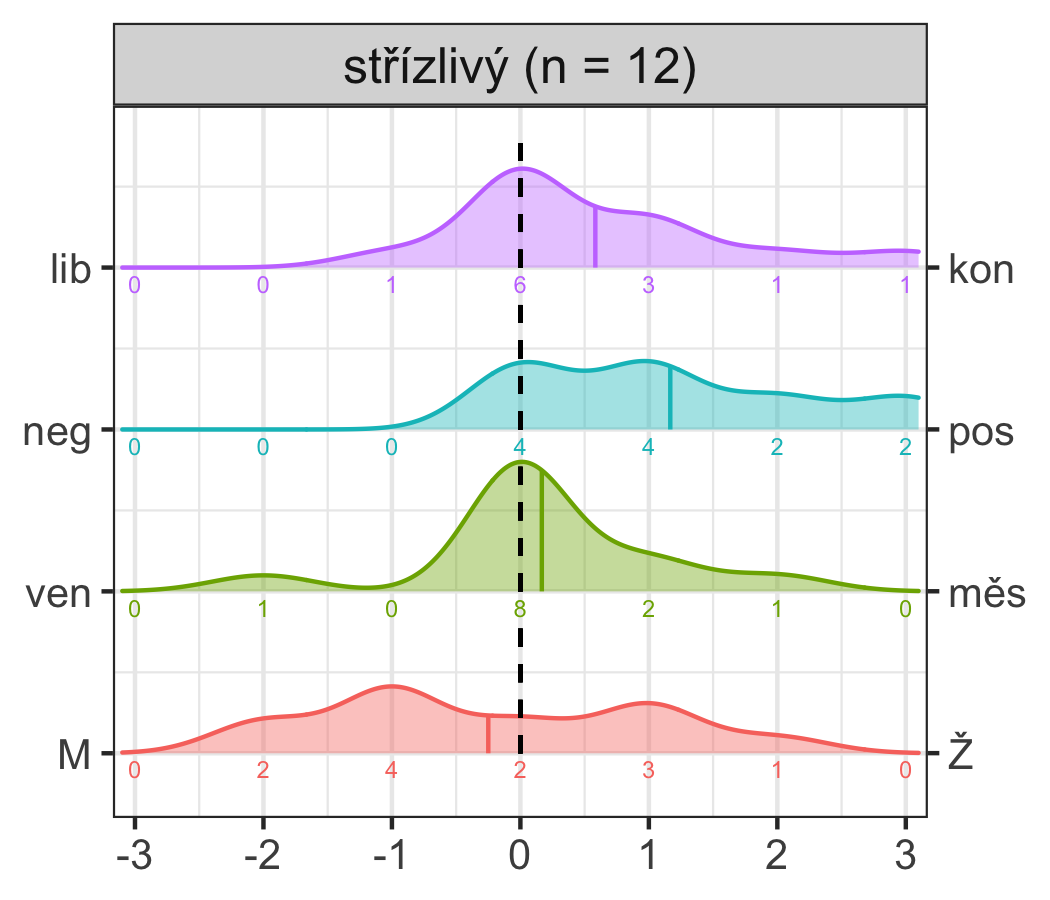 střízlivý (n = 12)
lib kon
0 0 1 6 3 1 1
neg pos
0 0 0 4 4 2 2
ven měs
0 1 0 8 2 1 0
M Ž
0 2 4 2 3 1 0
-3 -2 -1 0 1 2 3